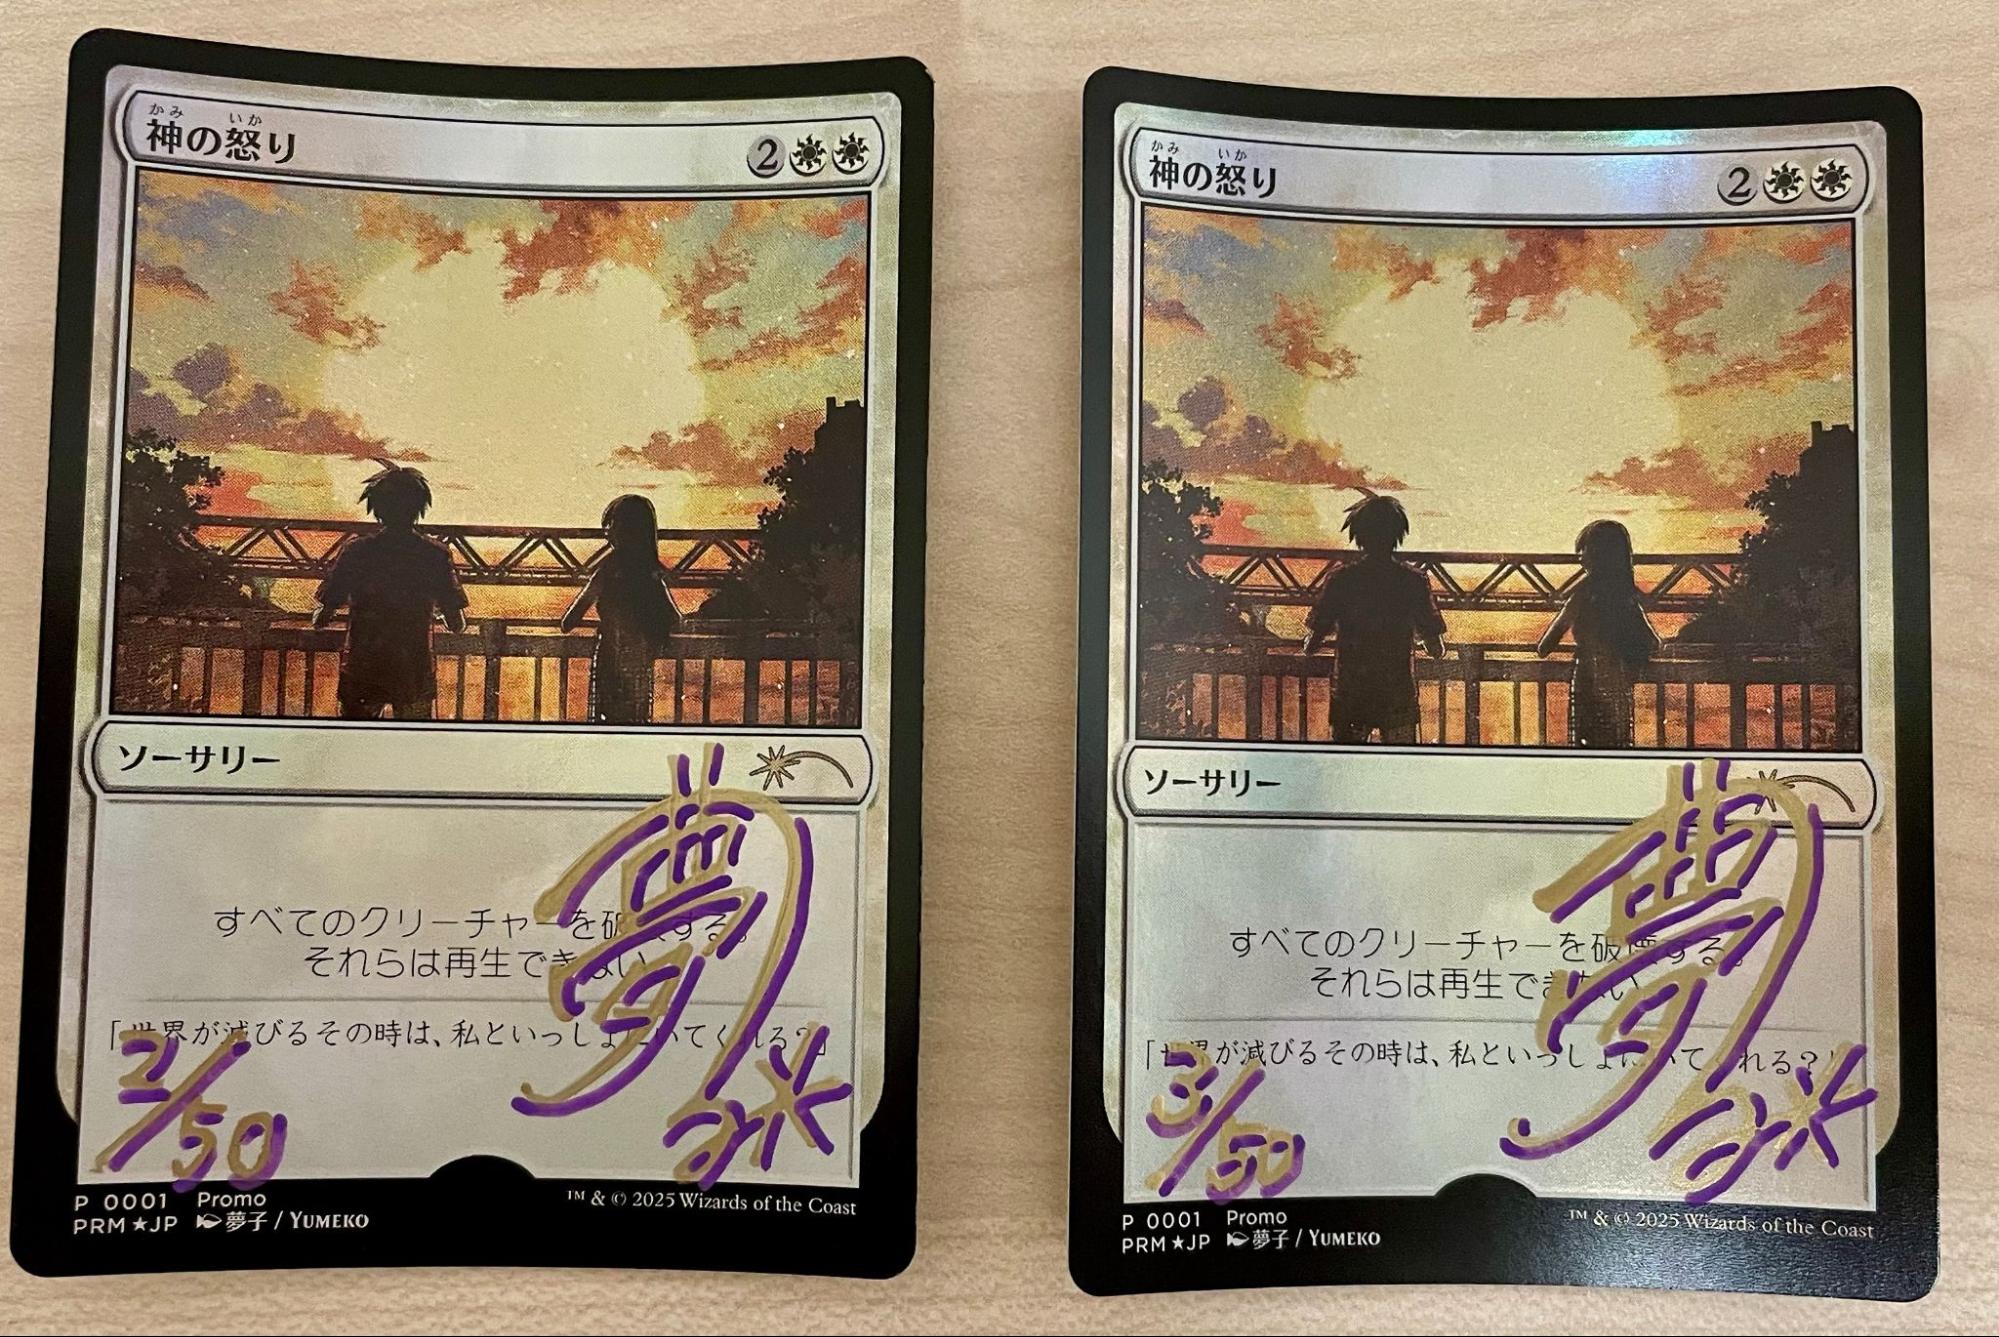 かみ いか
神の怒り
2
ソーサリー
すべてのクリーチャーを破壊する。
それらは再生できない。
「世界が滅びるその時は、私といっしょにいてくれる?」
2/50
夢子
P 0001 Promo
PRM★JP 夢子 / YUMEKO
™ & © 2025 Wizards of the Coast
かみ いか
神の怒り
2
ソーサリー
すべてのクリーチャーを破壊する。
それらは再生できない。
「世界が滅びるその時は、私といっしょにいてくれる?」
3/50
夢子
P 0001 Promo
PRM★JP 夢子 / YUMEKO
™ & © 2025 Wizards of the Coast